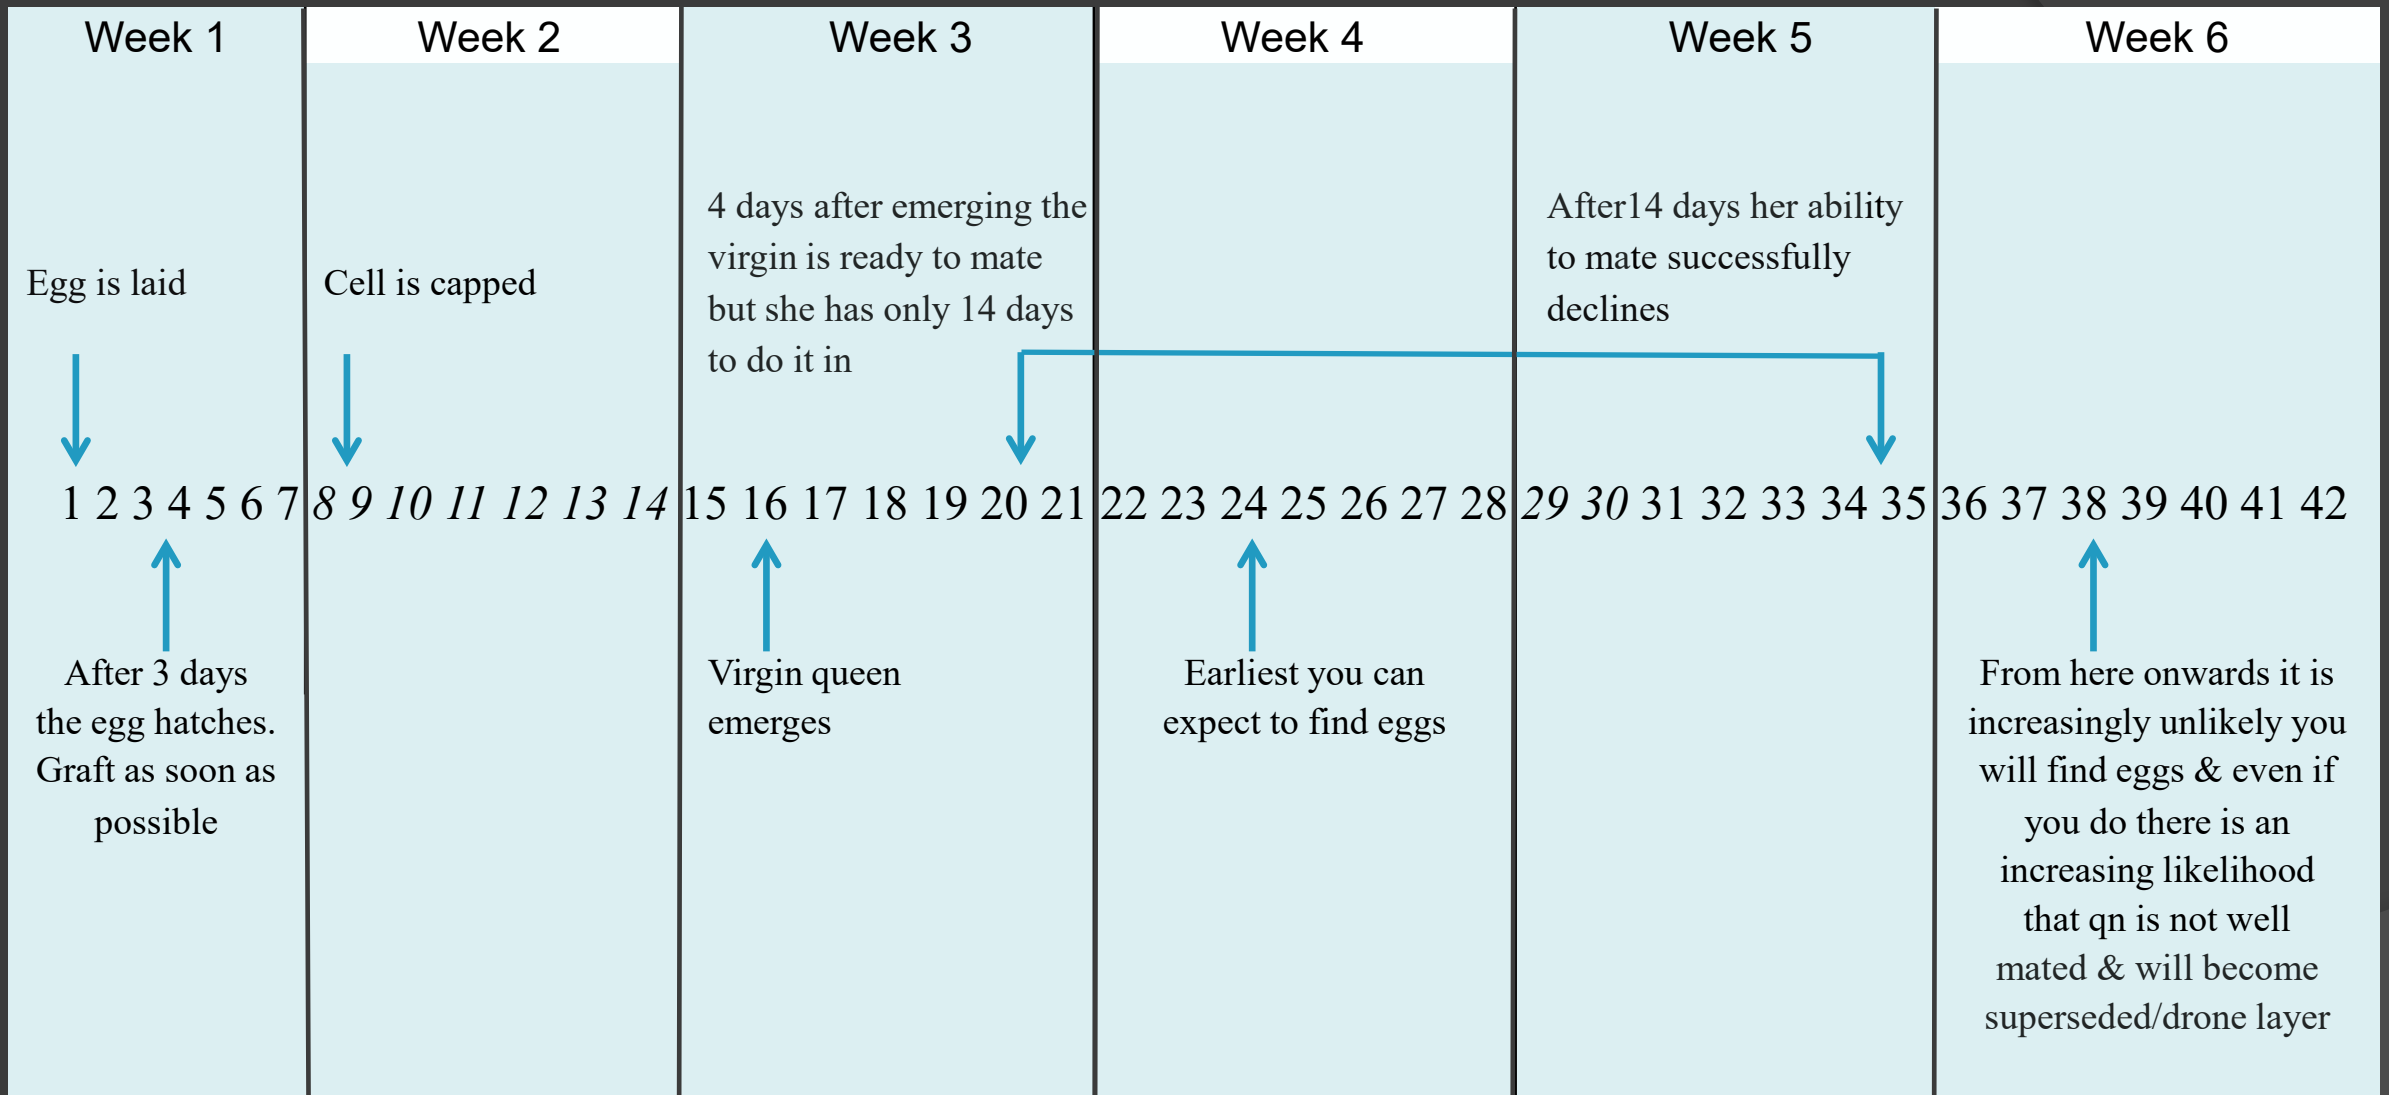 Week 1
Week 2
Week 3
Week 4
Week 5
Week 6
Egg is laid
Cell is capped
4 days after emerging the
virgin is ready to mate
but she has only 14 days
to do it in
After14 days her ability
to mate successfully
declines
1 2 3 4 5 6 7 8 9 10 11 12 13 14 15 16 17 18 19 20 21 22 23 24 25 26 27 28 29 30 31 32 33 34 35 36 37 38 39 40 41 42
After 3 days
the egg hatches.
Graft as soon as
possible
Virgin queen
emerges
Earliest you can
expect to find eggs
From here onwards it is
increasingly unlikely you
will find eggs & even if
you do there is an
increasing likelihood
that qn is not well
mated & will become
superseded/drone layer